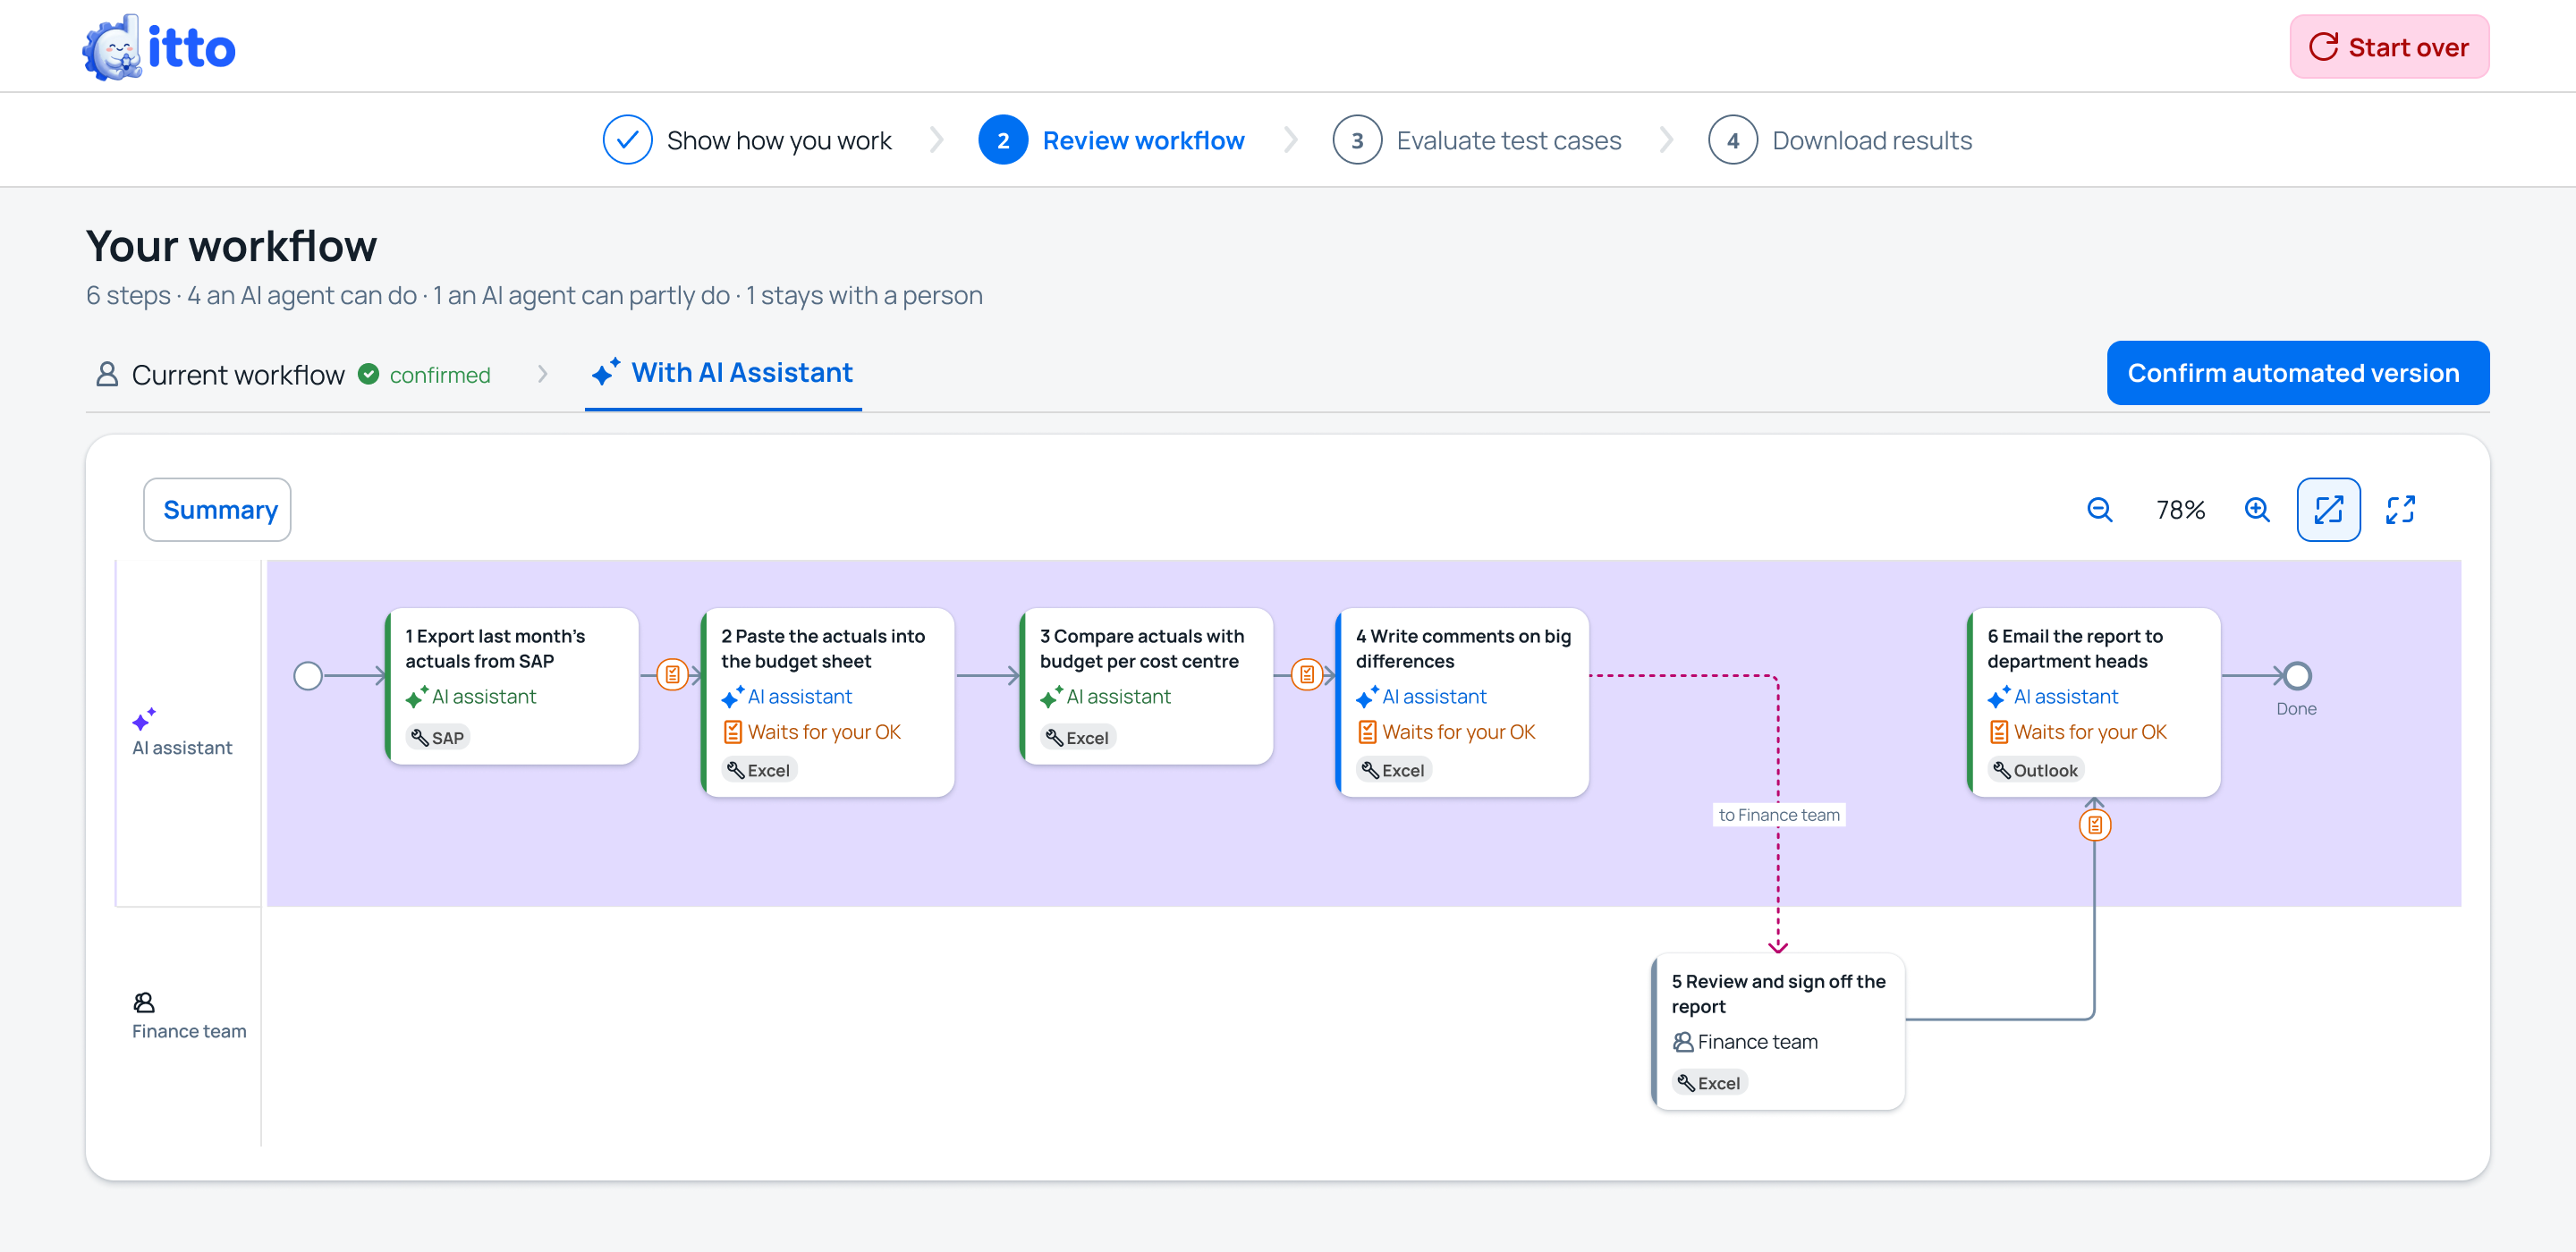 ditto
Start over
Show how you work
2 Review workflow
3 Evaluate test cases
4 Download results
Your workflow
6 steps · 4 an AI agent can do · 1 an AI agent can partly do · 1 stays with a person
Current workflow confirmed
With AI Assistant
Confirm automated version
Summary
78%
AI assistant
1 Export last month's
actuals from SAP
AI assistant
SAP
2 Paste the actuals into
the budget sheet
AI assistant
Waits for your OK
Excel
3 Compare actuals with
budget per cost centre
AI assistant
Excel
4 Write comments on big
differences
AI assistant
Waits for your OK
Excel
to Finance team
6 Email the report to
department heads
AI assistant
Waits for your OK
Outlook
Done
Finance team
5 Review and sign off the
report
Finance team
Excel